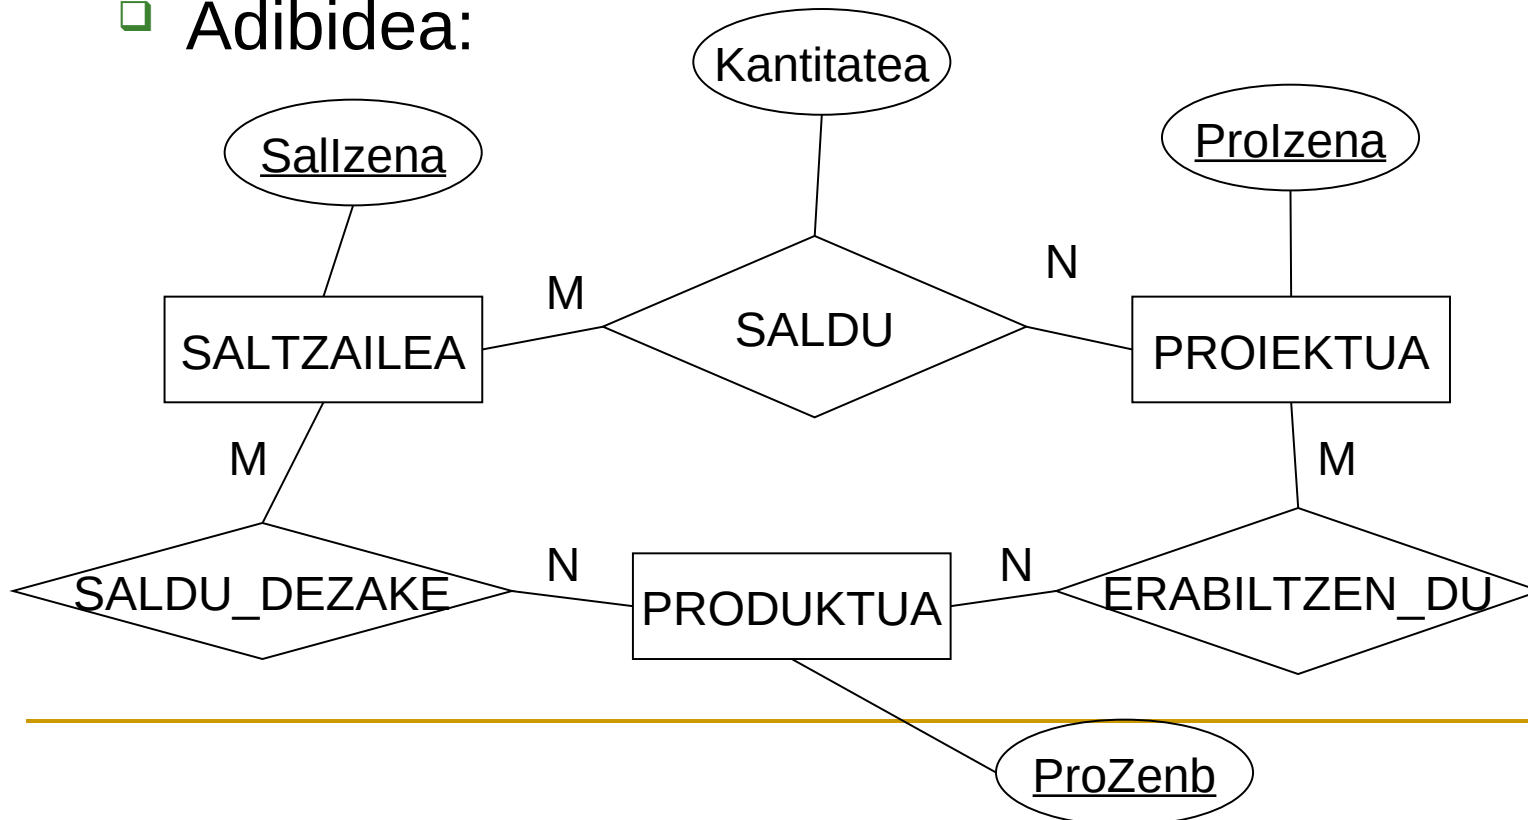 Adibidea:
Kantitatea
SalIzena
ProIzena
M
N
SALTZAILEA
SALDU
PROIEKTUA
M
M
SALDU_DEZAKE
N
PRODUKTUA
N
ERABILTZEN_DU
ProZenb